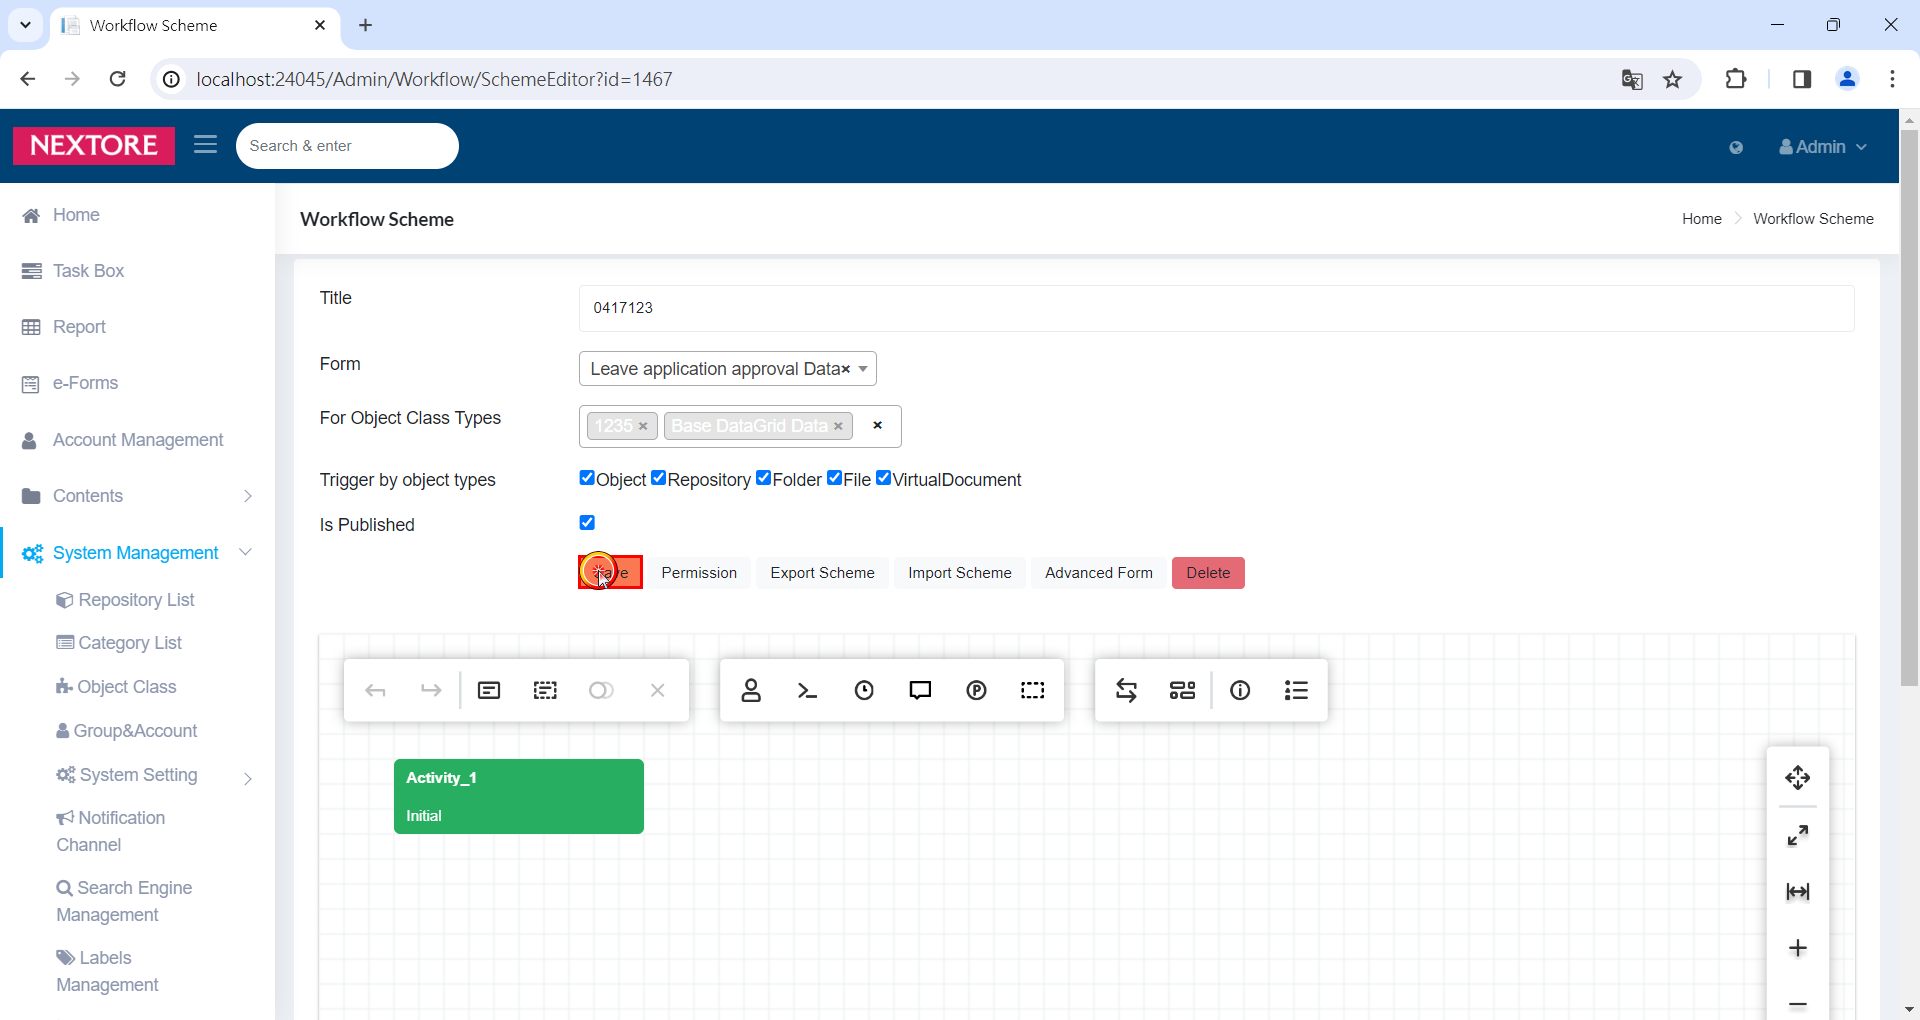 Workflow Scheme
localhost:24045/Admin/Workflow/SchemeEditor?id=1467
NEXTORE
Search & enter
Admin
Home
Task Box
Report
e-Forms
Account Management
Contents
System Management
Repository List
Category List
Object Class
Group&Account
System Setting
Notification
Channel
Search Engine
Management
Labels
Management
Workflow Scheme
Home > Workflow Scheme
Title
0417123
Form
Leave application approval Data× 
For Object Class Types
1235 × Base DataGrid Data × ×
Trigger by object types
Object Repository Folder File VirtualDocument
Is Published
Permission Export Scheme Import Scheme Advanced Form Delete
Activity_1
Initial